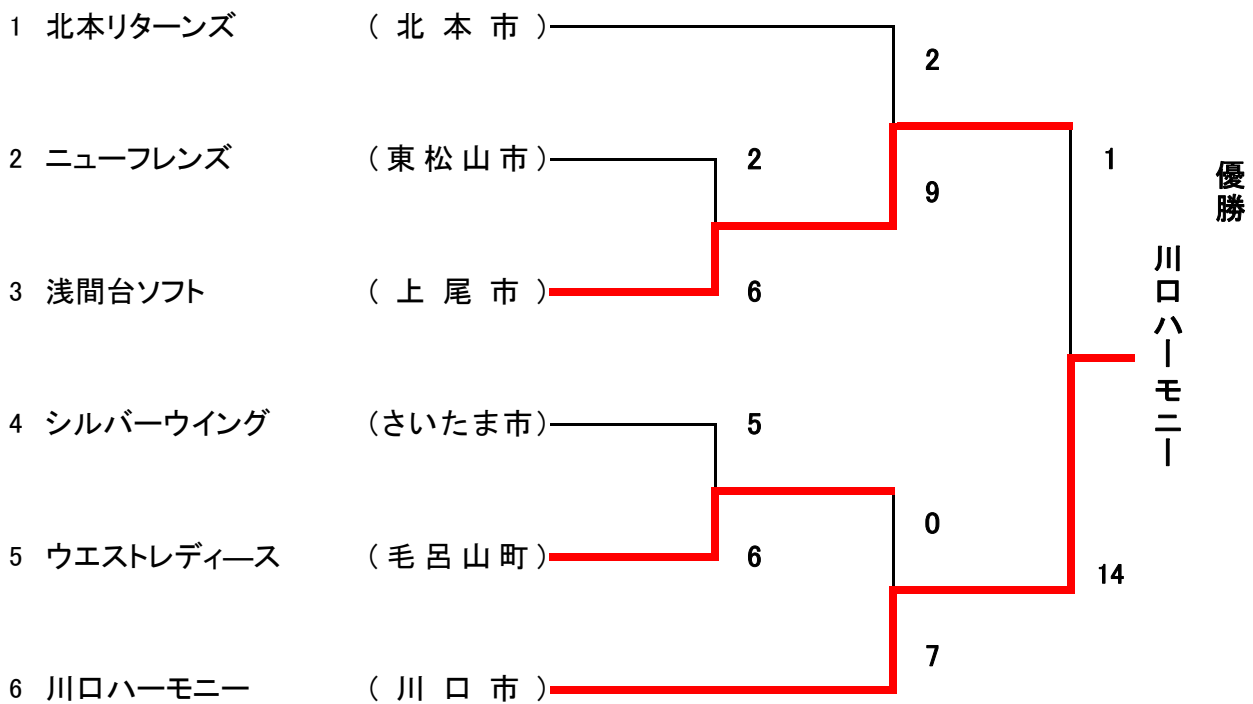 1 北本リターンズ （ 北 本 市 ）
2
2 ニューフレンズ （東松山市） 2
1
優勝
9
川口ハーモニー
3 浅間台ソフト （ 上 尾 市 ） 6
4 シルバーウイング （さいたま市） 5
0
5 ウエストレディ―ス （毛呂山町） 6
14
7
6 川口ハーモニー （ 川 口 市 ）